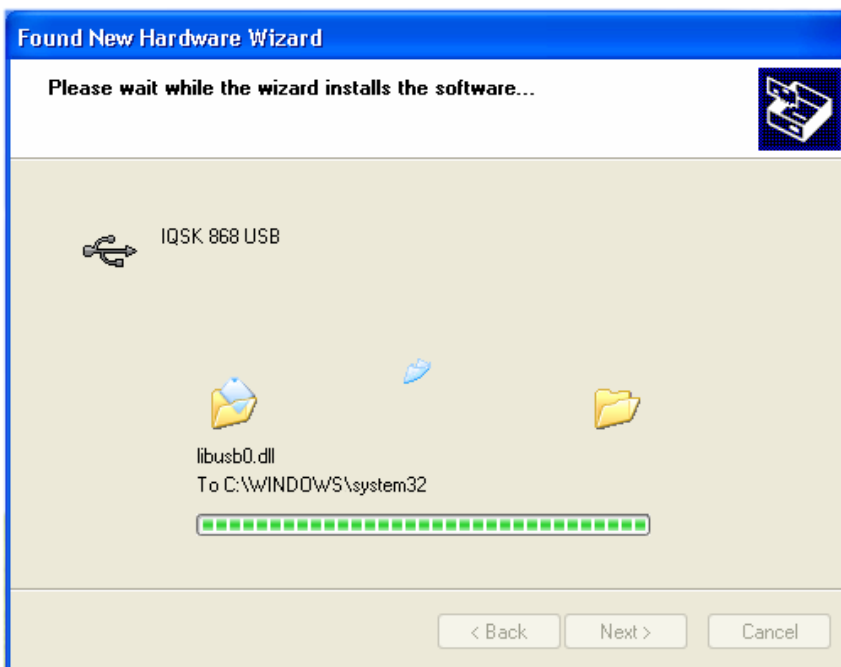 Found New Hardware Wizard
Please wait while the wizard installs the software...
IQSK 868 USB
libusb0.dll
To C:\WINDOWS\system32
< Back Next > Cancel